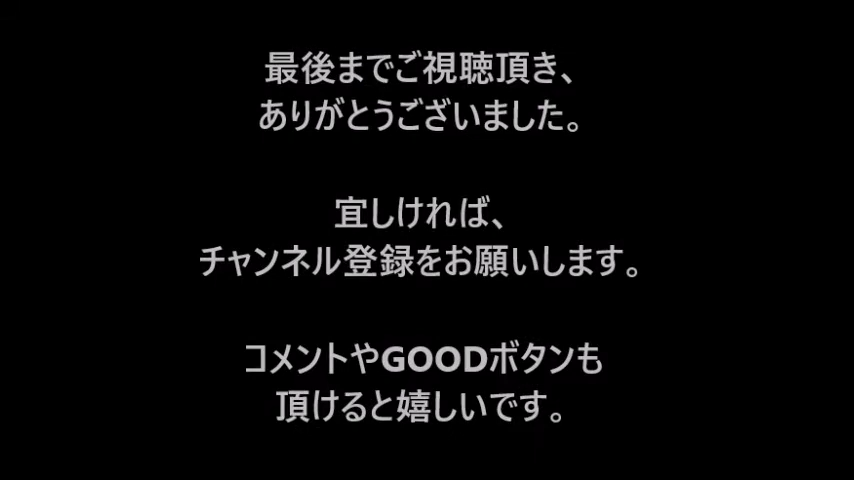 最後までご視聴頂き、
ありがとうございました。
宜しければ、
チャンネル登録をお願いします。
コメントやGOODボタンも
頂けると嬉しいです。